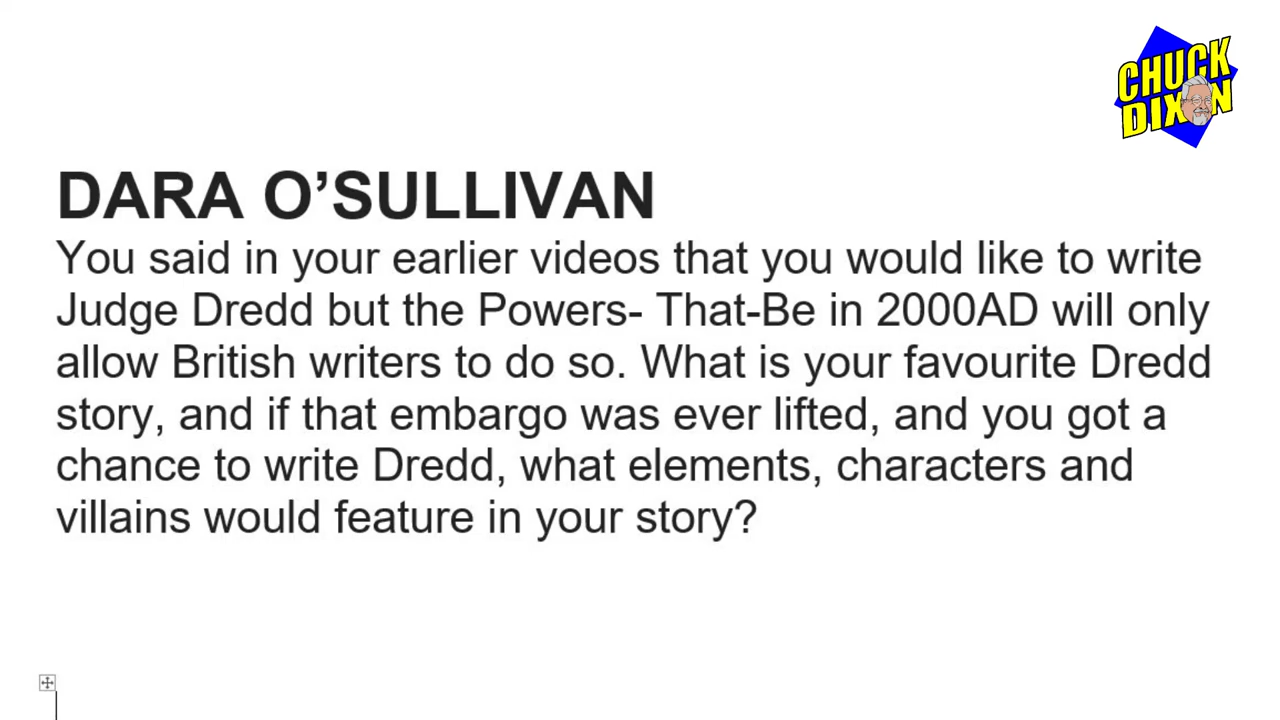 CHUCK
DIXON
DARA O’SULLIVAN
You said in your earlier videos that you would like to write
Judge Dredd but the Powers- That-Be in 2000AD will only
allow British writers to do so. What is your favourite Dredd
story, and if that embargo was ever lifted, and you got a
chance to write Dredd, what elements, characters and
villains would feature in your story?